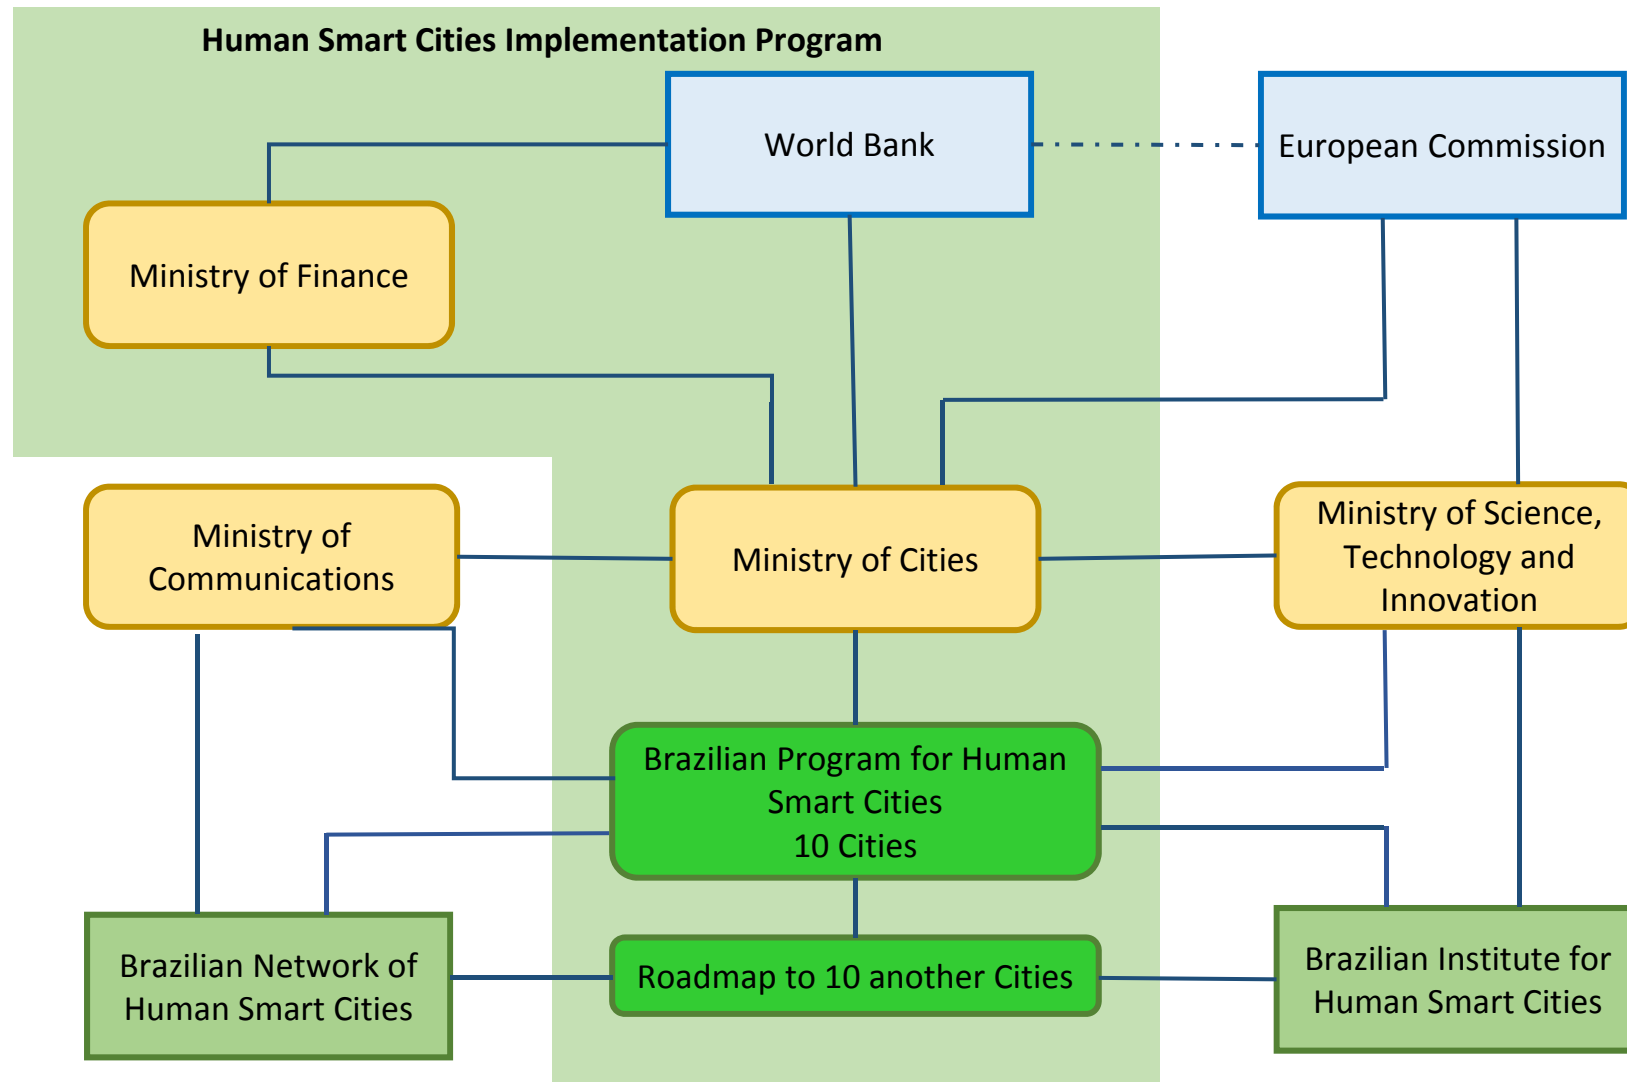 Human Smart Cities Implementation Program
World Bank
European Commission
Ministry of Finance
Ministry of
Communications
Ministry of Cities
Ministry of Science,
Technology and
Innovation
Brazilian Program for Human
Smart Cities
10 Cities
Brazilian Network of
Human Smart Cities
Roadmap to 10 another Cities
Brazilian Institute for
Human Smart Cities